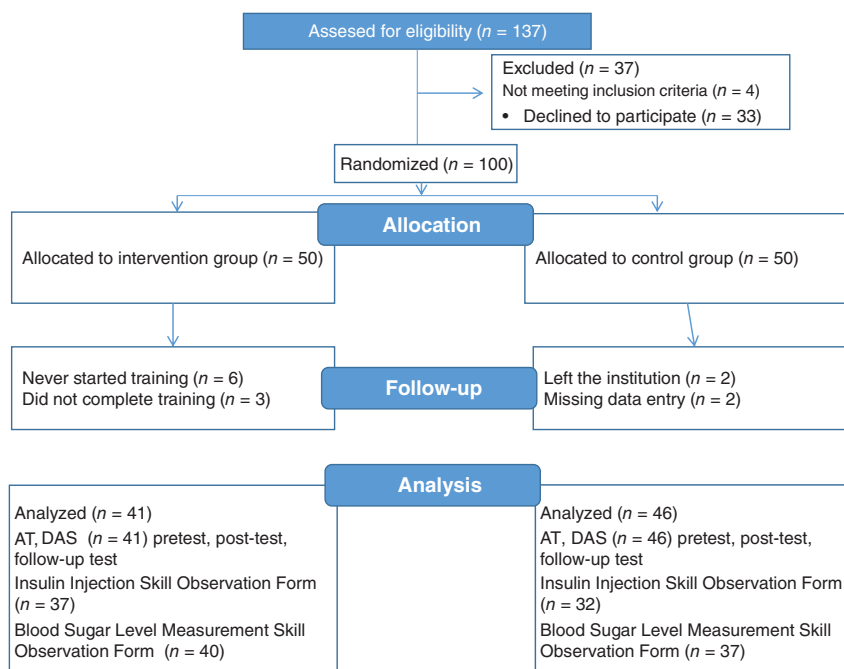 Assesed for eligibility (n = 137)
Excluded (n = 37)
Not meeting inclusion criteria (n = 4)
• Declined to participate (n = 33)
Randomized (n = 100)
Allocation
Allocated to intervention group (n = 50)
Allocated to control group (n = 50)
Follow-up
Never started training (n = 6)
Did not complete training (n = 3)
Left the institution (n = 2)
Missing data entry (n = 2)
Analysis
Analyzed (n = 41)
AT, DAS (n = 41) pretest, post-test,
follow-up test
Insulin Injection Skill Observation Form
(n = 37)
Blood Sugar Level Measurement Skill
Observation Form (n = 40)
Analyzed (n = 46)
AT, DAS (n = 46) pretest, post-test,
follow-up test
Insulin Injection Skill Observation Form
(n = 32)
Blood Sugar Level Measurement Skill
Observation Form (n = 37)